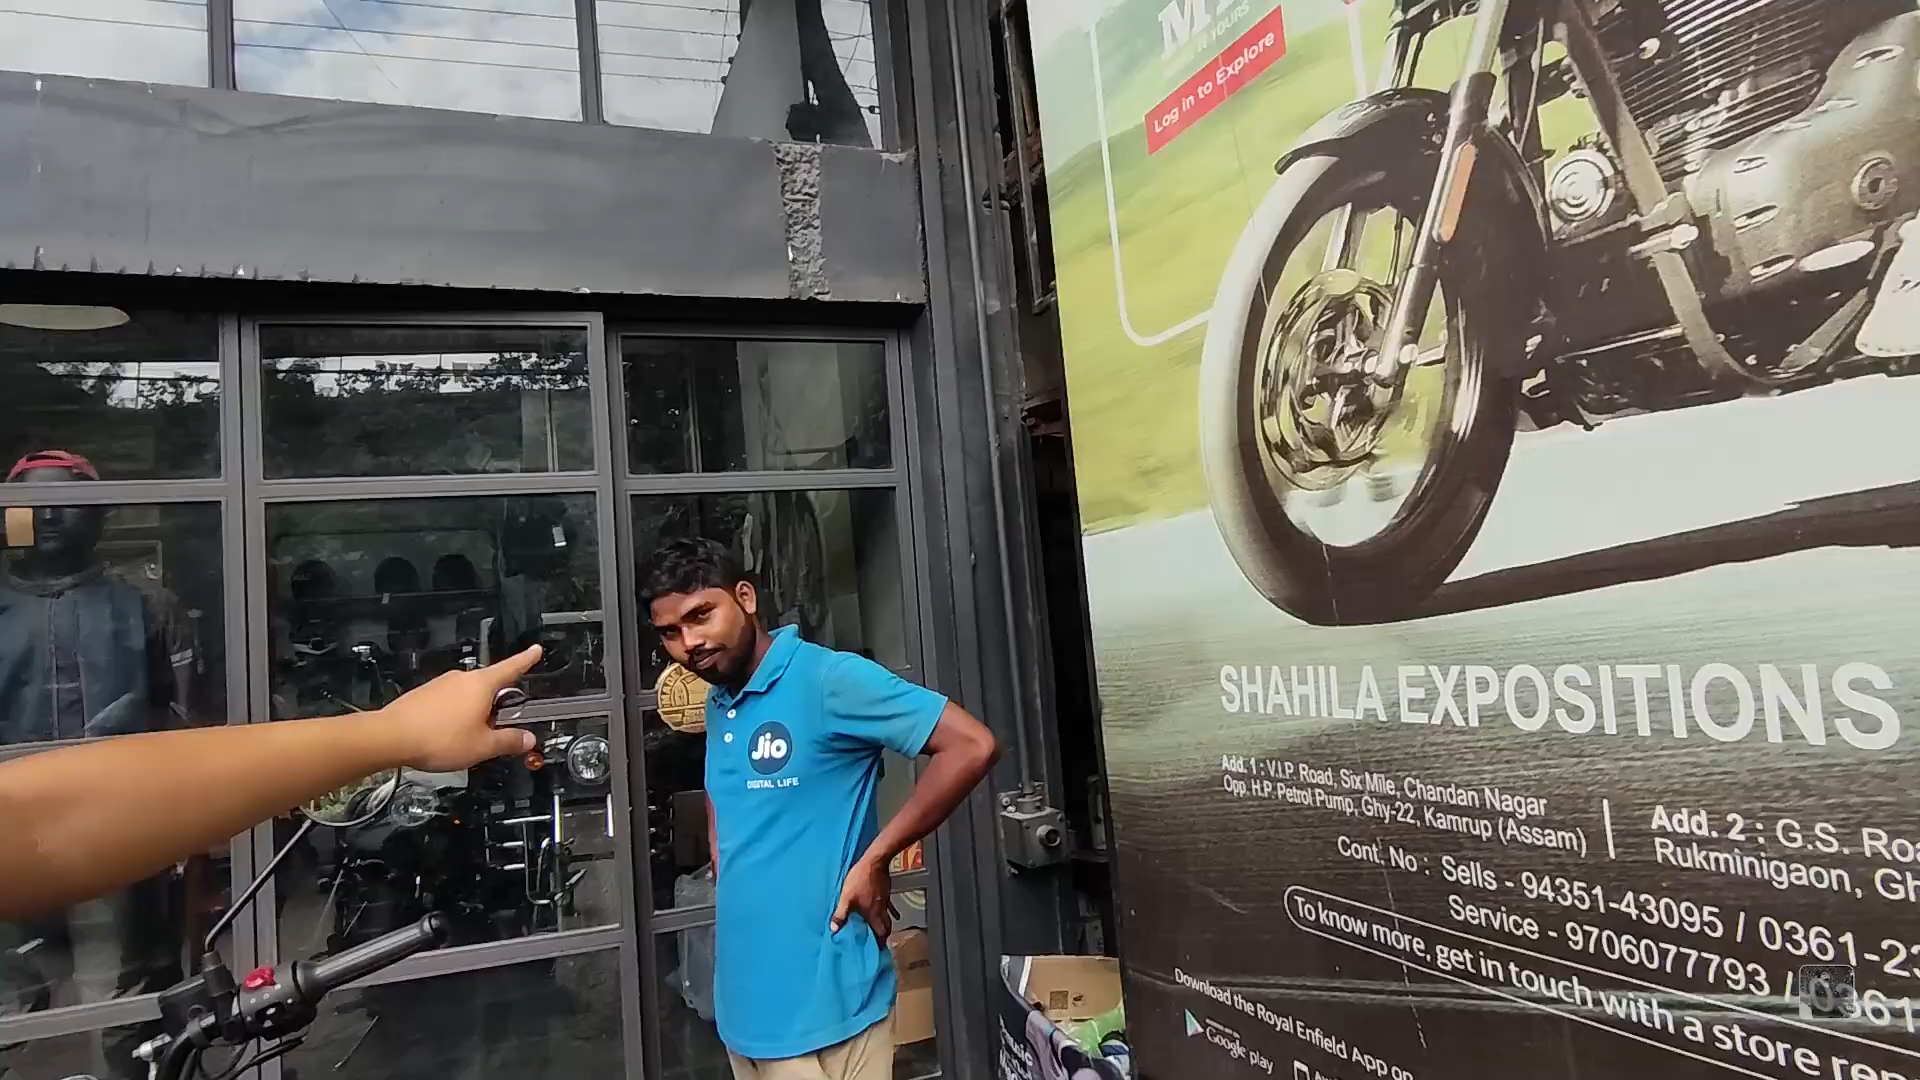 Log in to Explore
Jio
DIGITAL LIFE
MADE
SHAHILA EXPOSITIONS
Add. 1 : V.I.P. Road, Six Mile, Chandan Nagar
Opp. H.P. Petrol Pump, Ghy-22, Kamrup (Assam)
Add. 2 : G.S.
Rukminigaon,
Cont. No : Sells - 94351-43095 / 0361-23
Service - 9706077793 /
To know more, get in touch with a store
Download the Royal Enfield App on
Google play